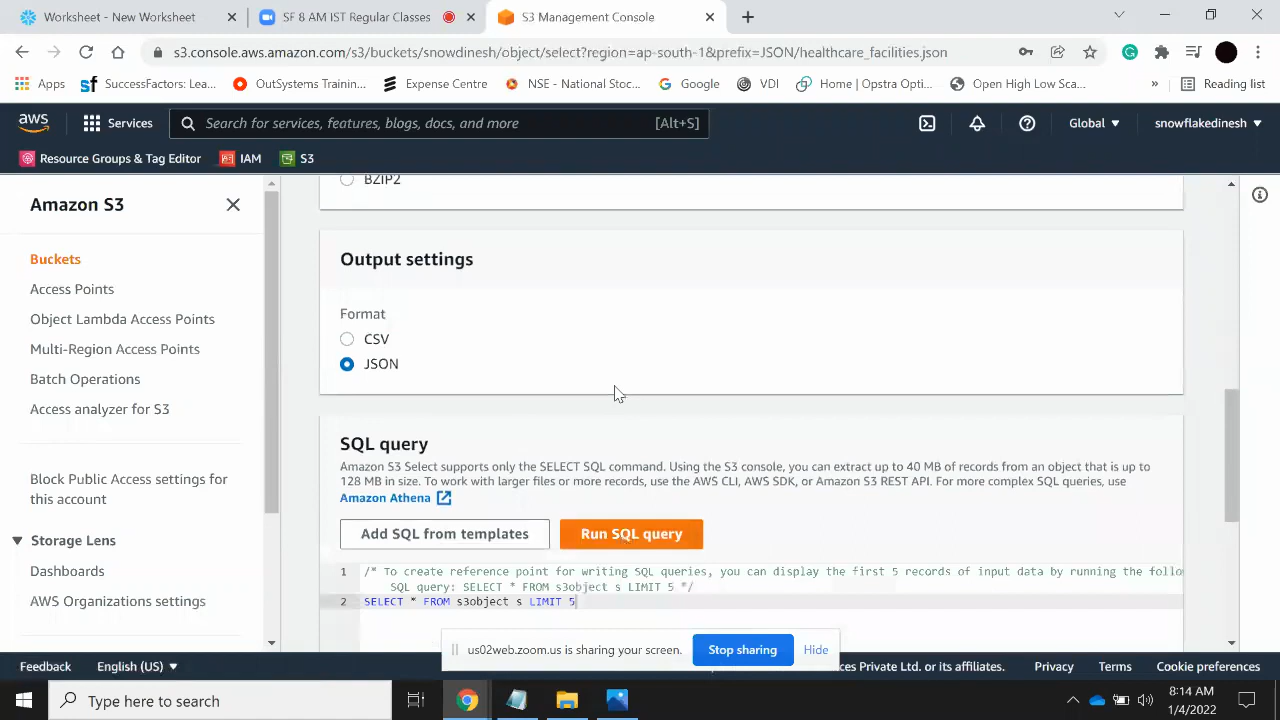 Worksheet - New Worksheet
SF 8 AM IST Regular Classes
S3 Management Console
s3.console.aws.amazon.com/s3/buckets/snowdinesh/object/select?region=ap-south-1&prefix=JSON/healthcare_facilities.json
Apps
sf
SuccessFactors: Lea...
OutSystems Training...
Expense Centre
NSE - National Stoc...
Google
VDI
Home | Opstra Opti...
Open High Low Sca...
»
Reading list
aws
Services
Search for services, features, blogs, docs, and more
[Alt+S]
Global
snowflakedinesh
Resource Groups & Tag Editor
IAM
S3
Amazon S3
Buckets
Access Points
Object Lambda Access Points
Multi-Region Access Points
Batch Operations
Access analyzer for S3
Block Public Access settings for
this account
Storage Lens
Dashboards
AWS Organizations settings
BZIP2
Output settings
Format
CSV
JSON
SQL query
Amazon S3 Select supports only the SELECT SQL command. Using the S3 console, you can extract up to 40 MB of records from an object that is up to
128 MB in size. To work with larger files or more records, use the AWS CLI, AWS SDK, or Amazon S3 REST API. For more complex SQL queries, use
Amazon Athena
Add SQL from templates
Run SQL query
1 /* To create reference point for writing SQL queries, you can display the first 5 records of input data by running the follo
SQL query: SELECT * FROM s3object s LIMIT 5 */
2 SELECT * FROM s3object s LIMIT 5
us02web.zoom.us is sharing your screen.
Stop sharing
Hide
Feedback
English (US)
ces Private Ltd. or its affiliates.
Privacy
Terms
Cookie preferences
Type here to search
8:14 AM
1/4/2022